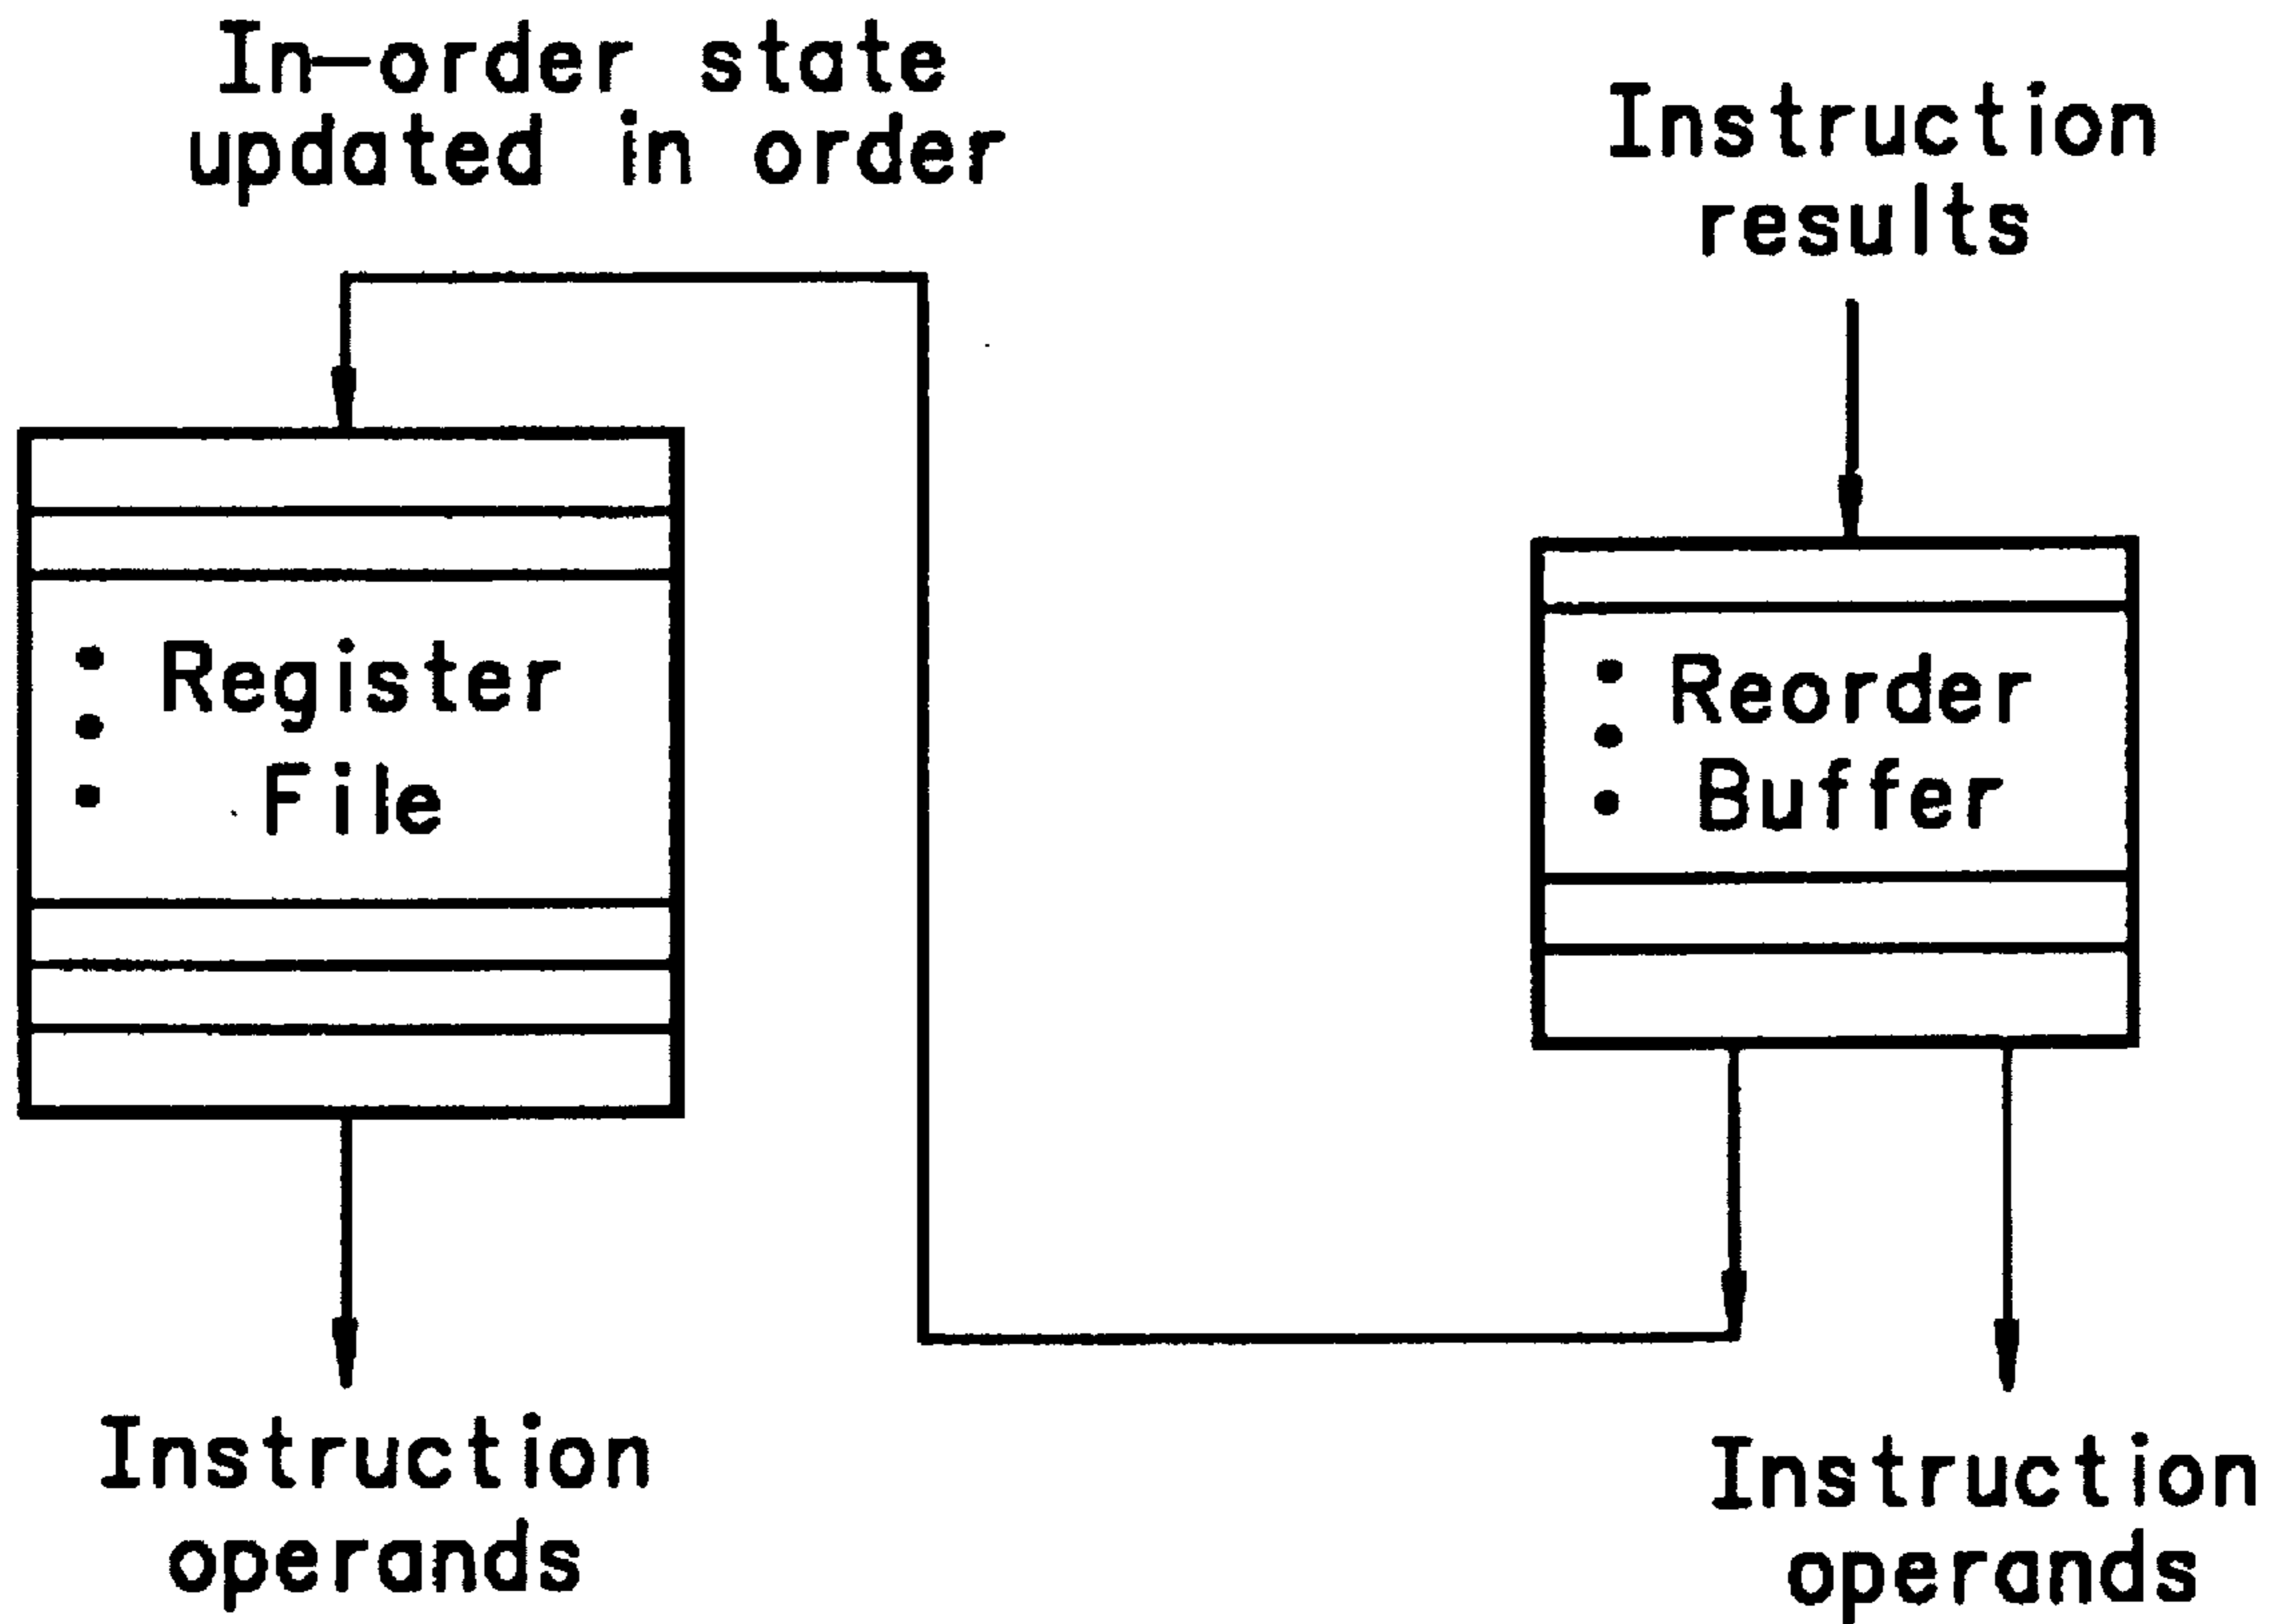 In-order state
updated in order
Instruction
results
Register
File
Reorder
Buffer
Instruction
operands
Instruction
operands